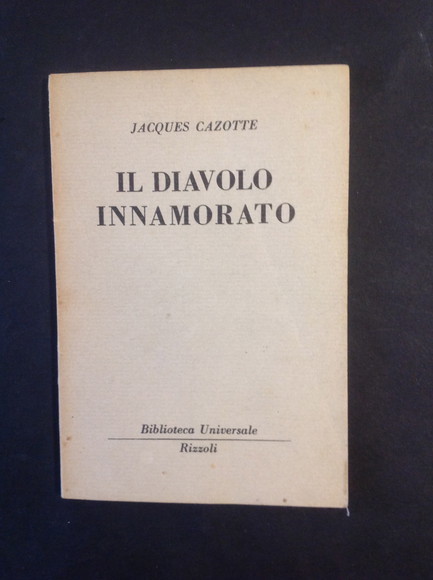 JACQUES CAZOTTE
IL DIAVOLO
INNAMORATO
Biblioteca Universale
Rizzoli